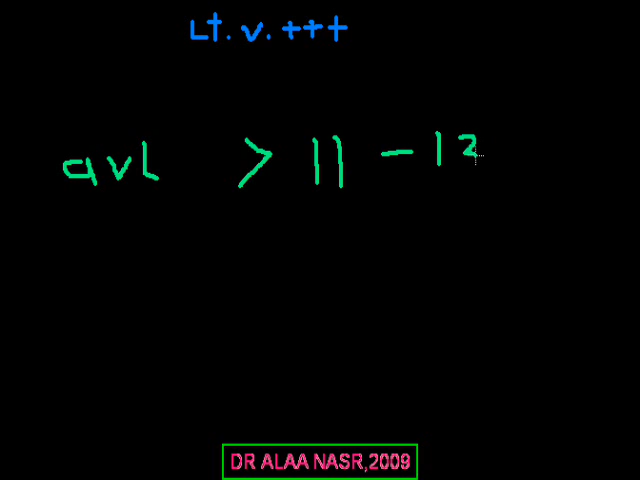 Lt. v. +++
avL > 11 - 12
DR ALAA NASR,2009